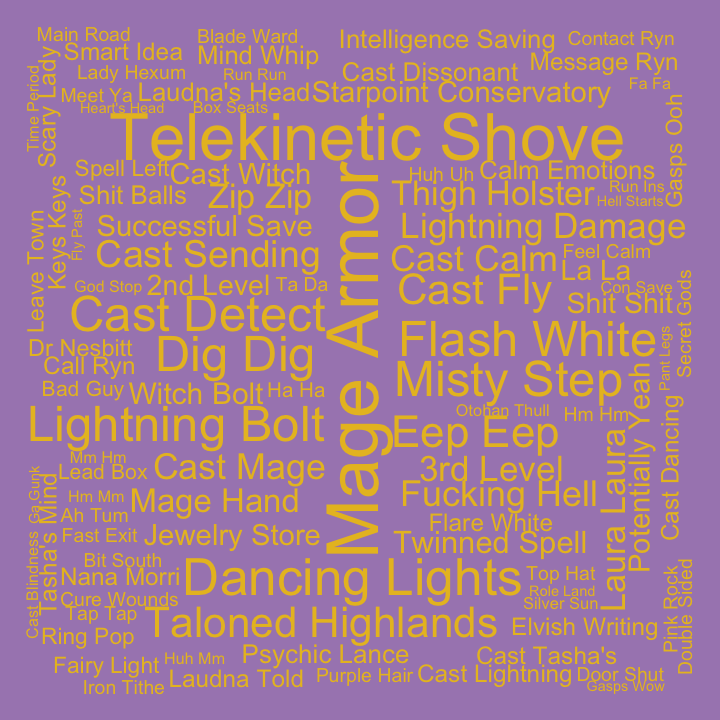 Main Road
Blade Ward
Intelligence Saving
Contact Ryn
Smart Idea
Mind Whip
Message Ryn
Lady Hexum
Run Run
Cast Dissonant
Fa Fa
Meet Ya
Laudna's Head
Starpoint Conservatory
Heart's Head
Box Seats
Time Period
Scary Lady
Gasps Ooh
Telekinetic Shove
Spell Left
Cast Witch
Huh Uh
Calm Emotions
Shit Balls
Zip Zip
Thigh Holster
Run Ins
Hell Starts
Keys Keys
Fly Past
Successful Save
Lightning Damage
Leave Town
Cast Sending
Cast Calm
Feel Calm
La La
God Stop
2nd Level
Ta Da
Cast Fly
Con Save
Shit Shit
Secret Gods
Cast Detect
Mage Armor
Flash White
Dr Nesbitt
Dig Dig
Call Ryn
Misty Step
Pant Legs
Bad Guy
Witch Bolt
Ha Ha
Otohan Thull
Hm Hm
Potentially Yeah
Lightning Bolt
Eep Eep
Cast Dancing
Laura Laura
Mm Hm
Lead Box
Cast Mage
3rd Level
Ga Gunk
Hm Mm
Mage Hand
Fucking Hell
Tasha's Mind
Ah Tum
Flare White
Fast Exit
Jewelry Store
Twinned Spell
Cast Blindness
Bit South
Nana Morri
Dancing Lights
Top Hat
Pink Rock
Double Sided
Cure Wounds
Role Land
Silver Sun
Tap Tap
Taloned Highlands
Elvish Writing
Ring Pop
Fairy Light
Huh Mm
Psychic Lance
Cast Tasha's
Iron Tithe
Laudna Told
Purple Hair
Cast Lightning
Door Shut
Gasps Wow